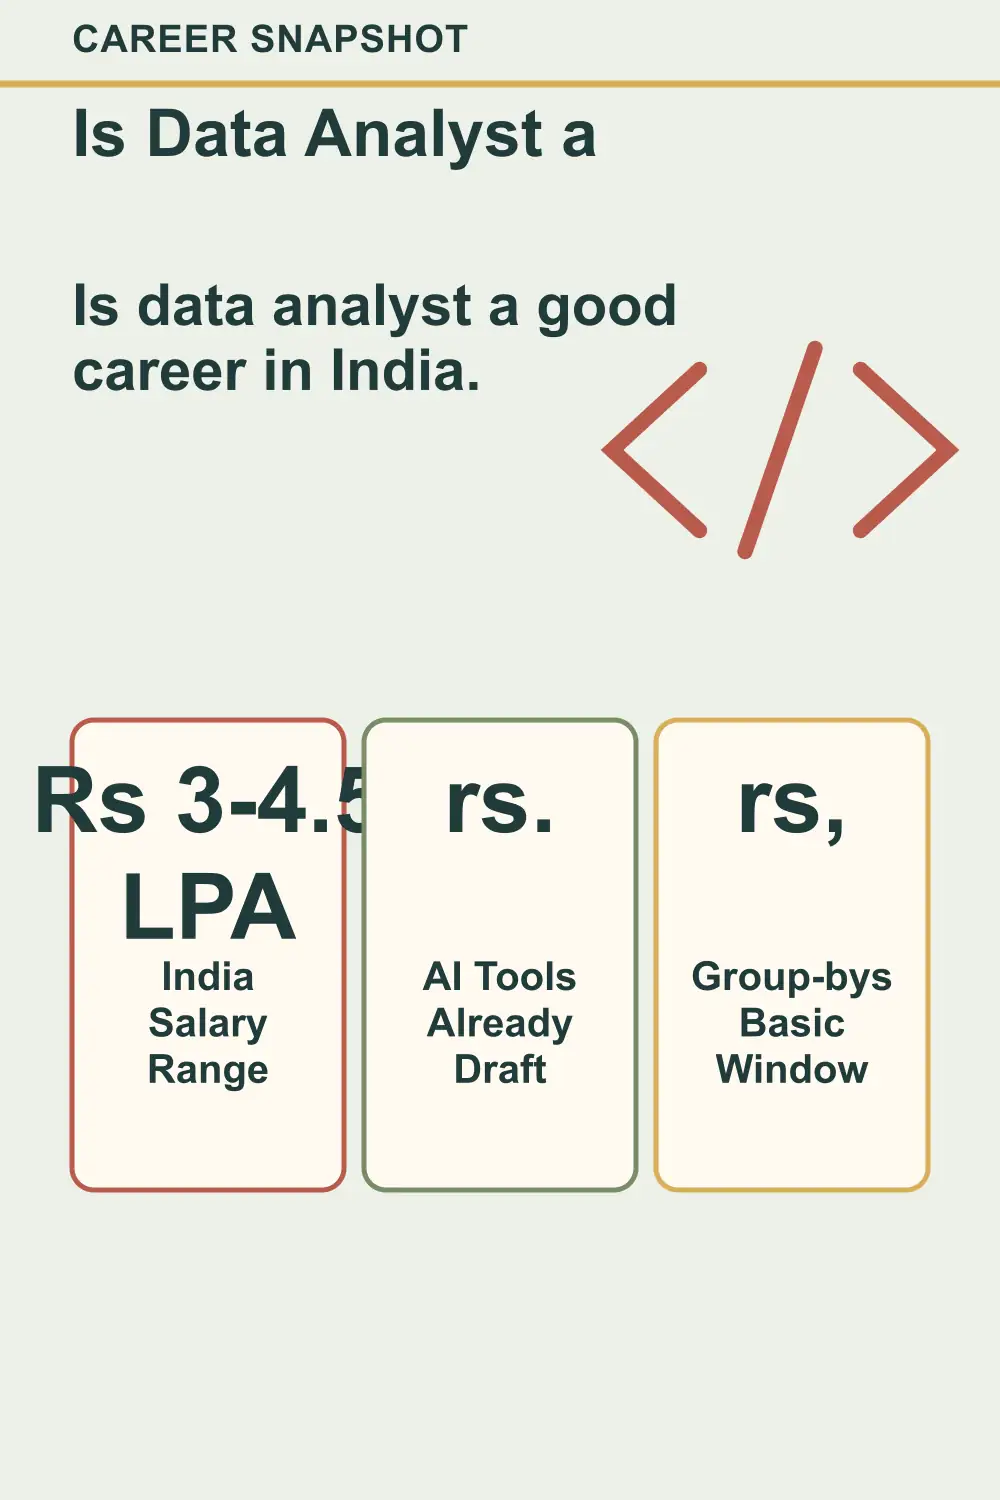 CAREER SNAPSHOT
Is Data Analyst a
Is data analyst a good
career in India.
Rs 3-4.5
LPA
India
Salary
Range
rs.
AI Tools
Already
Draft
rs,
Group-bys
Basic
Window